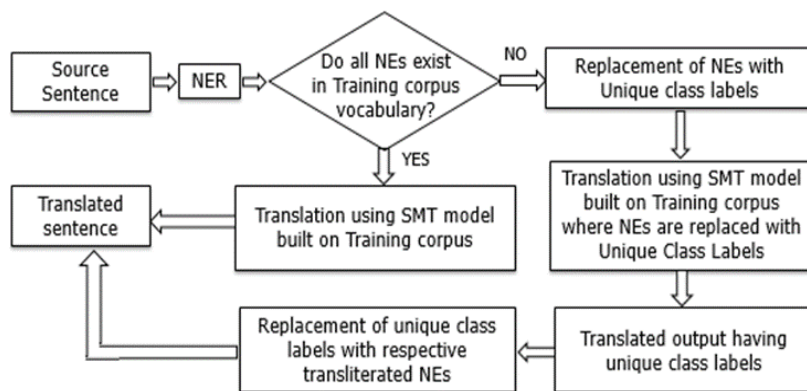 Source
Sentence
NER
Do all NEs exist
in Training corpus
vocabulary?
NO
Replacement of NEs with
Unique class labels
YES
Translated
sentence
Translation using SMT model
built on Training corpus
Translation using SMT model
built on Training corpus
where NEs are replaced with
Unique Class Labels
Replacement of unique class
labels with respective
transliterated NEs
Translated output having
unique class labels